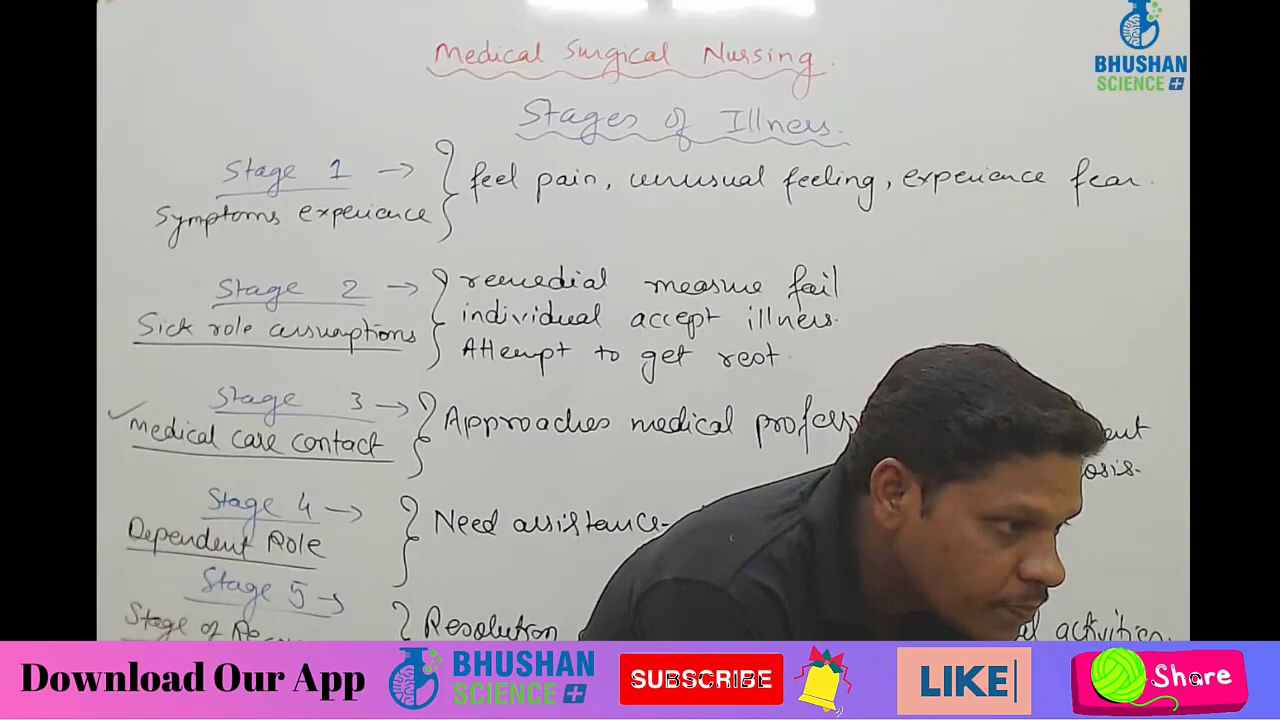 Medical Surgical Nursing.
BHUSHAN
SCIENCE
Stages of Illness.
Stage 1 → feel pain, unusual feeling, experience fear.
Symptoms experience
Stage 2 → remedial measure fail
Sick role assumptions individual accept illness.
Attempt to get rest.
Stage 3 → Approaches medical
medical care contact
Stage 4 → Need assistance-
Dependent Role
Stage 5 →
Stage of
Resolution activities.
Download Our App
BHUSHAN
SCIENCE
SUBSCRIBE
LIKE
Share